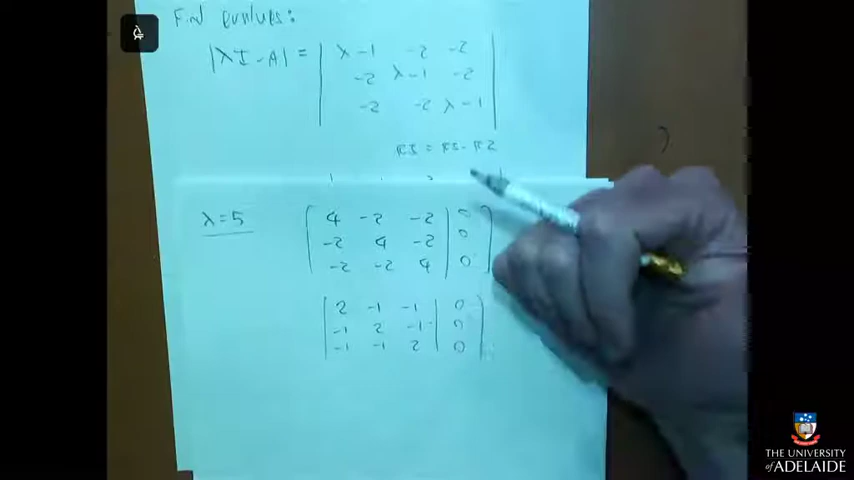 Find evalues:
|λI-A| = | λ-1 -2 -2
-2 λ-1 -2
-2 -2 λ-1 |
R3 = R3-R2
λ=5 ( 4 -2 -2 | 0
-2 4 -2 | 0
-2 -2 4 | 0 )
( 2 -1 -1 | 0
-1 2 -1 | 0
-1 -1 2 | 0 )
THE UNIVERSITY
of ADELAIDE